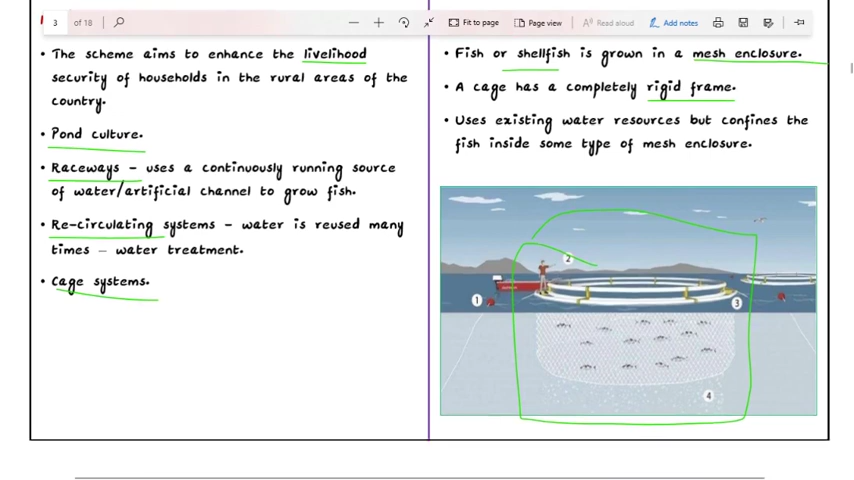 3 of 18
Fit to page
Page view
Read aloud
Add notes
• The scheme aims to enhance the livelihood
security of households in the rural areas of the
country.
• Pond culture.
• Raceways – uses a continuously running source
of water/artificial channel to grow fish.
• Re-circulating systems – water is reused many
times – water treatment.
• Cage systems.
• Fish or shellfish is grown in a mesh enclosure.
• A cage has a completely rigid frame.
• Uses existing water resources but confines the
fish inside some type of mesh enclosure.
2
1
3
4